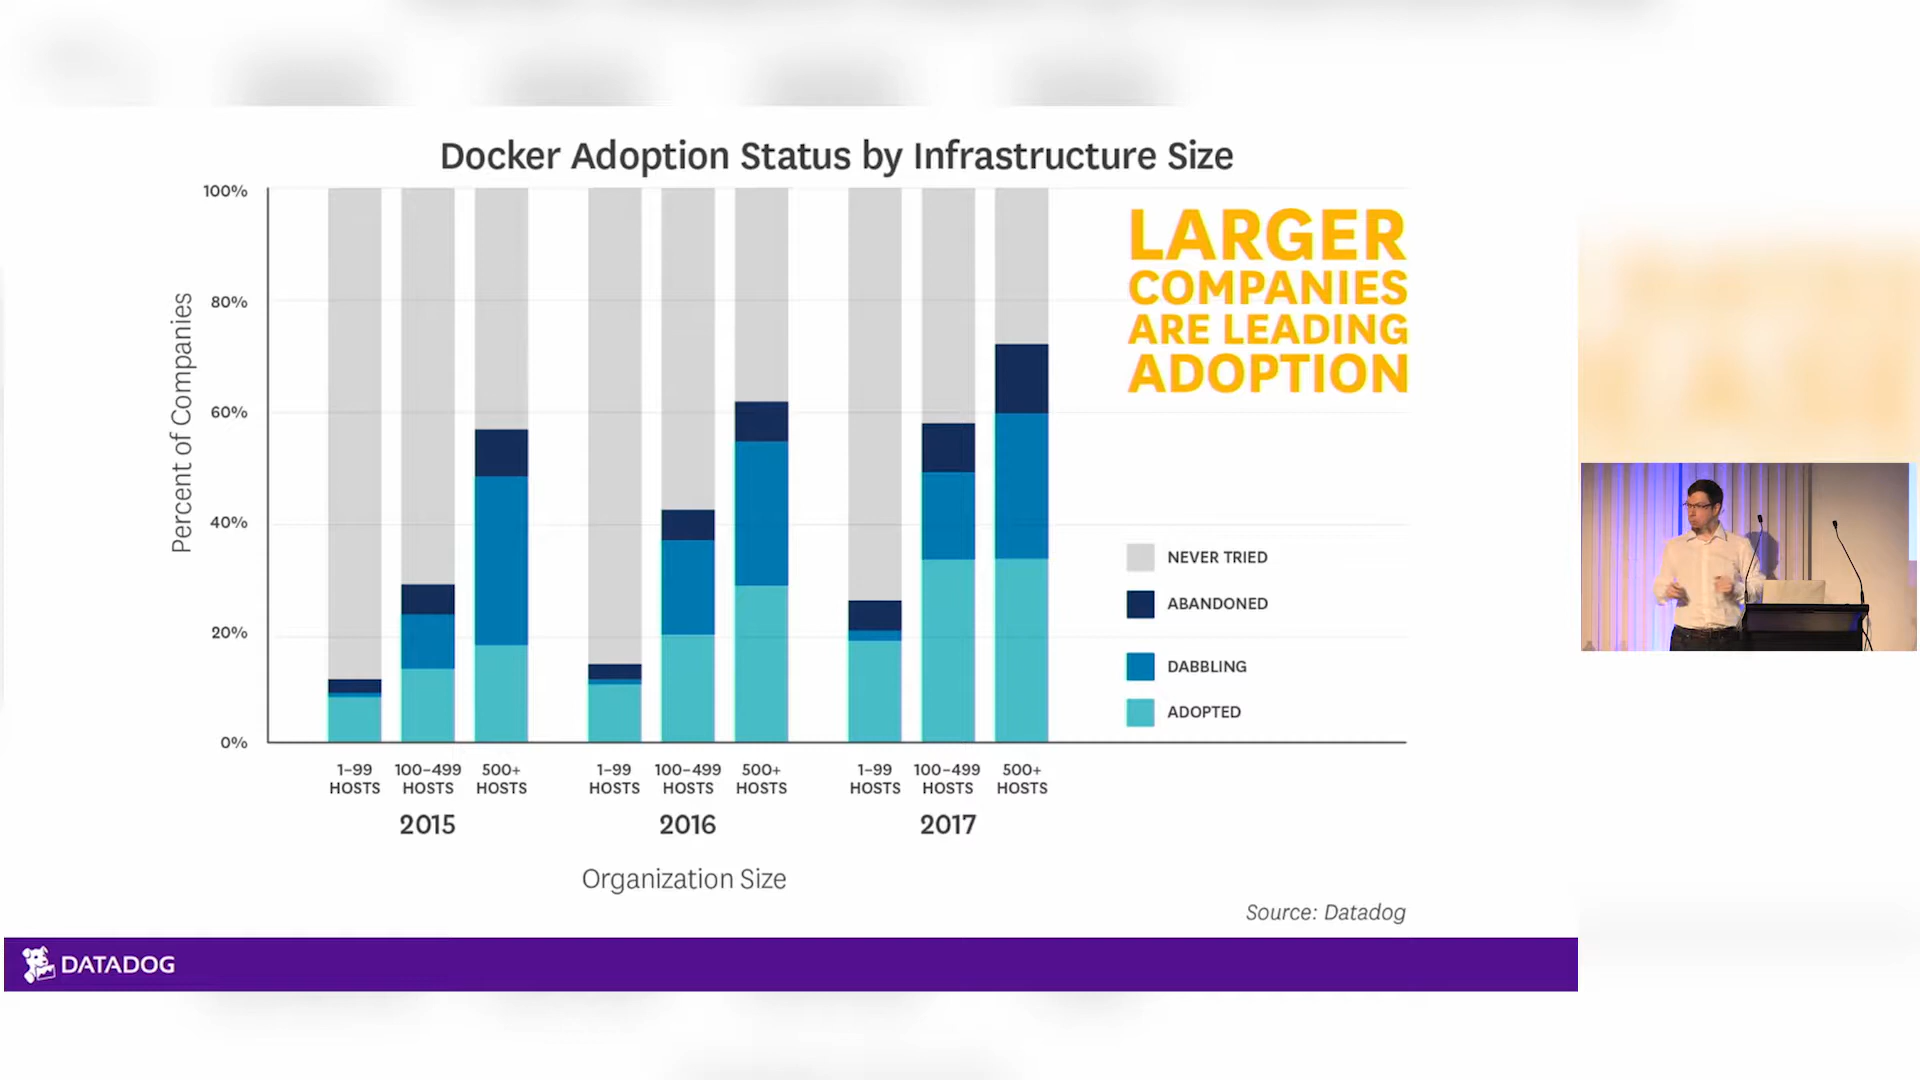 Docker Adoption Status by Infrastructure Size
100%
80%
60%
40%
20%
0%
Percent of Companies
LARGER
COMPANIES
ARE LEADING
ADOPTION
NEVER TRIED
ABANDONED
DABBLING
ADOPTED
1–99 HOSTS
100–499 HOSTS
500+ HOSTS
1–99 HOSTS
100–499 HOSTS
500+ HOSTS
1–99 HOSTS
100–499 HOSTS
500+ HOSTS
2015
2016
2017
Organization Size
Source: Datadog
DATADOG